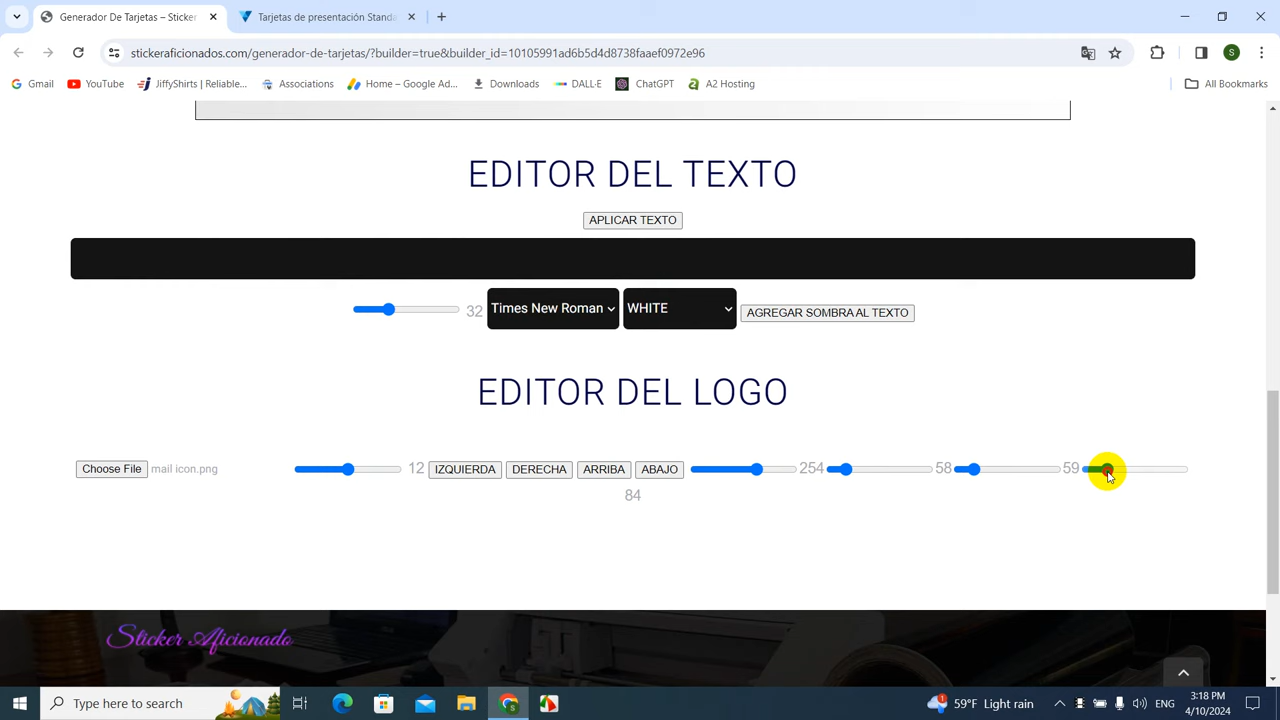 Generador De Tarjetas – Sticker
Tarjetas de presentación Standa
stickeraficionados.com/generador-de-tarjetas/?builder=true&builder_id=10105991ad6b5d4d8738faaef0972e96
S
Gmail
YouTube
JiffyShirts | Reliable...
Associations
Home – Google Ad...
Downloads
DALL·E
ChatGPT
A2 Hosting
All Bookmarks
EDITOR DEL TEXTO
APLICAR TEXTO
32
Times New Roman
WHITE
AGREGAR SOMBRA AL TEXTO
EDITOR DEL LOGO
Choose File mail icon.png
12
IZQUIERDA
DERECHA
ARRIBA
ABAJO
254
58
59
84
Sticker Aficionado
Type here to search
1
59°F Light rain
ENG
3:18 PM
4/10/2024